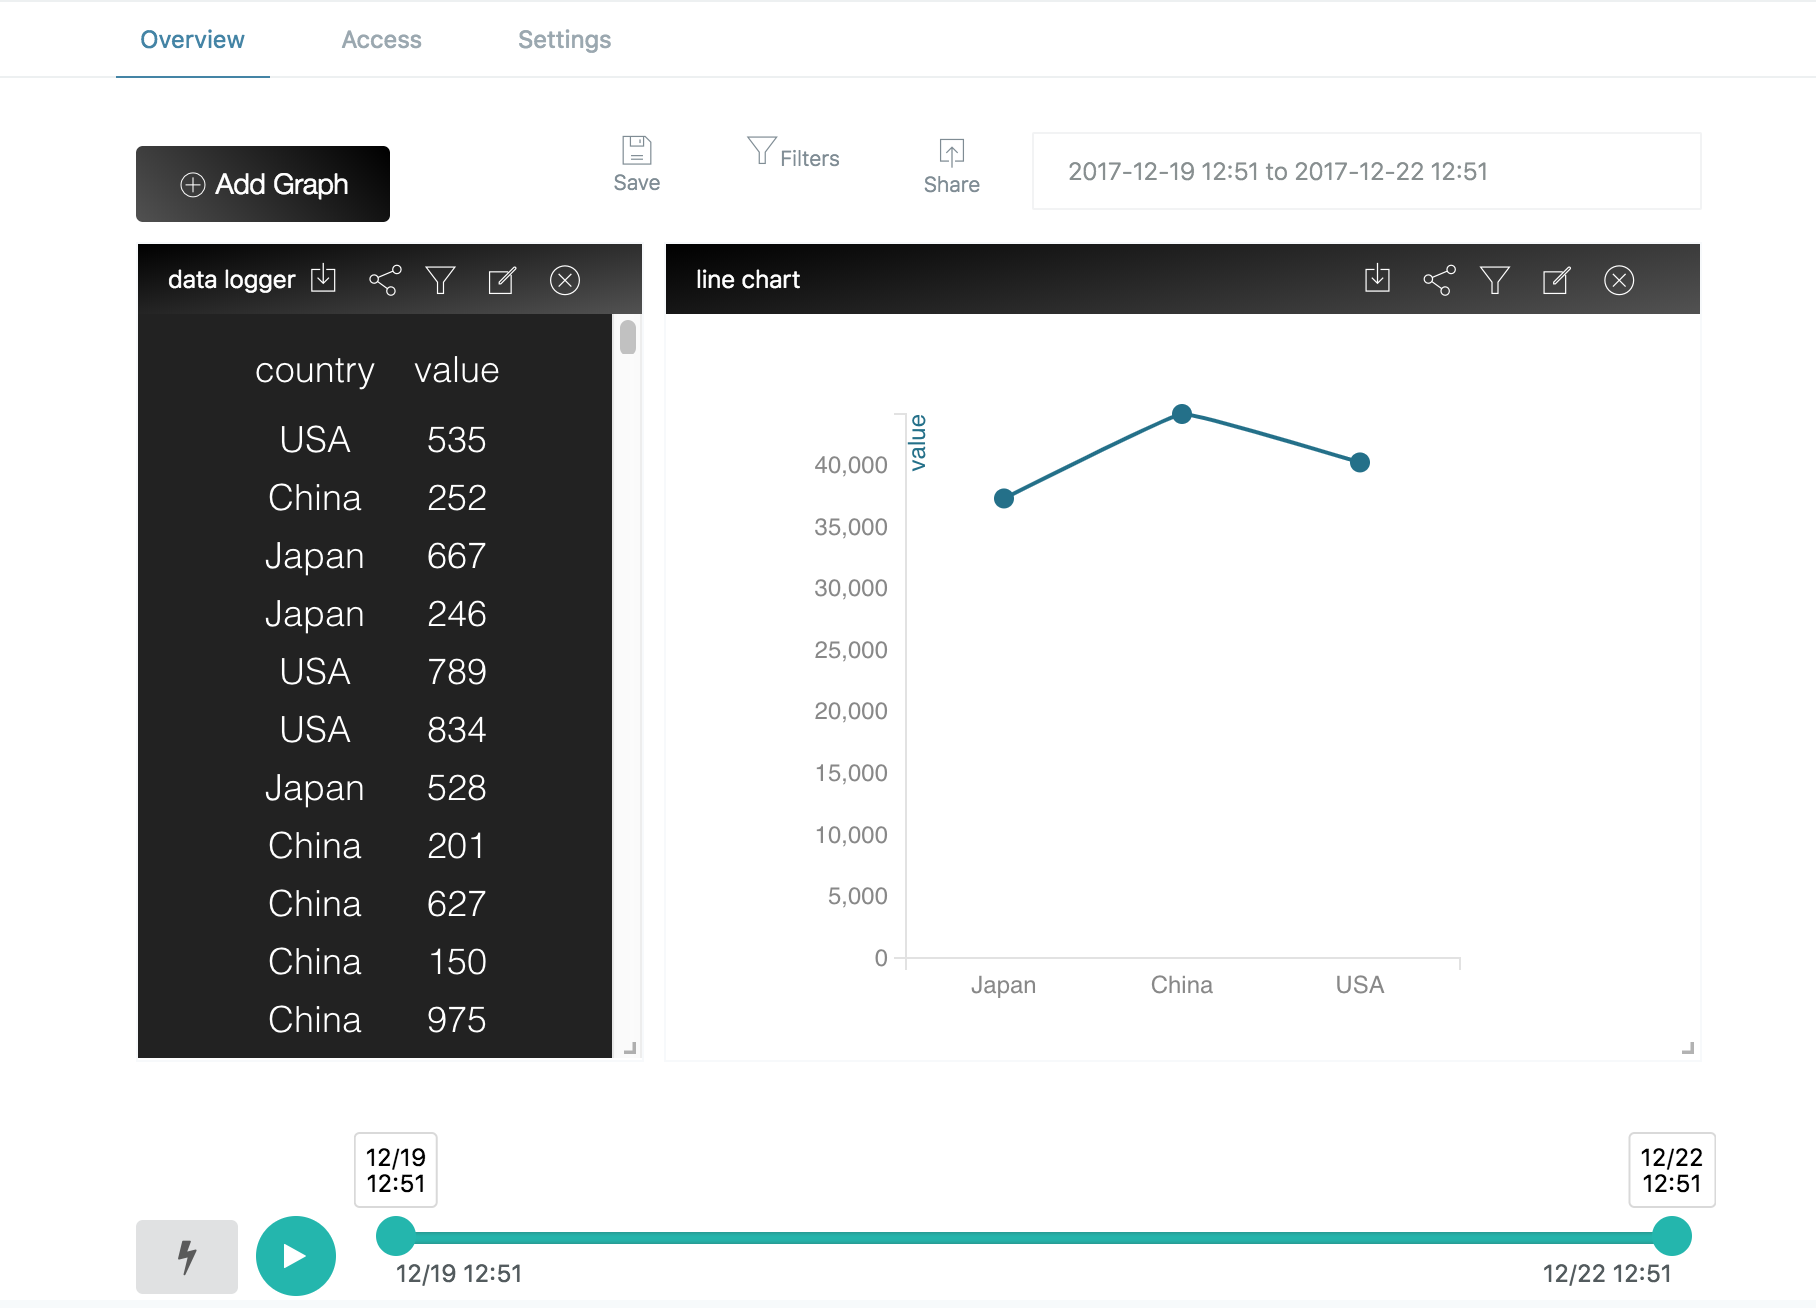 Overview Access Settings
Add Graph
Save
Filters
Share
2017-12-19 12:51 to 2017-12-22 12:51
data logger
country value
USA 535
China 252
Japan 667
Japan 246
USA 789
USA 834
Japan 528
China 201
China 627
China 150
China 975
line chart
value
40,000
35,000
30,000
25,000
20,000
15,000
10,000
5,000
0
Japan China USA
12/19
12:51
12/22
12:51
12/19 12:51
12/22 12:51